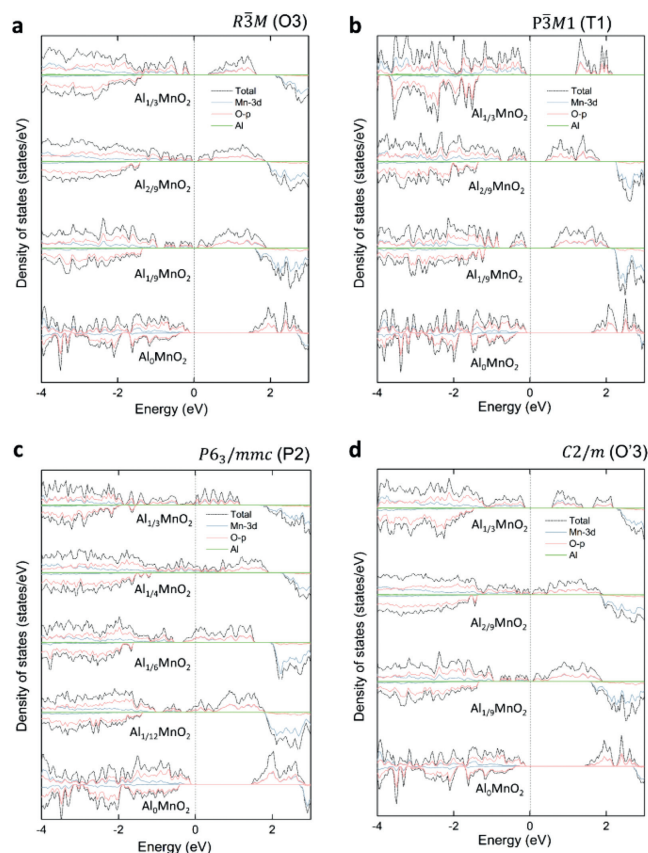 a
R3̄M (O3)
Density of states (states/eV)
Total
Mn-3d
O-p
Al
Al1/3MnO2
Al2/9MnO2
Al1/9MnO2
Al0MnO2
-4 -2 0 2
Energy (eV)
b
P3̄M1 (T1)
Density of states (states/eV)
Total
Mn-3d
O-p
Al
Al1/3MnO2
Al2/9MnO2
Al1/9MnO2
Al0MnO2
-4 -2 0 2
Energy (eV)
c
P63/mmc (P2)
Density of states (states/eV)
Total
Mn-3d
O-p
Al
Al1/3MnO2
Al1/4MnO2
Al1/6MnO2
Al1/12MnO2
Al0MnO2
-4 -2 0 2
Energy (eV)
d
C2/m (O'3)
Density of states (states/eV)
Total
Mn-3d
O-p
Al
Al1/3MnO2
Al2/9MnO2
Al1/9MnO2
Al0MnO2
-4 -2 0 2
Energy (eV)